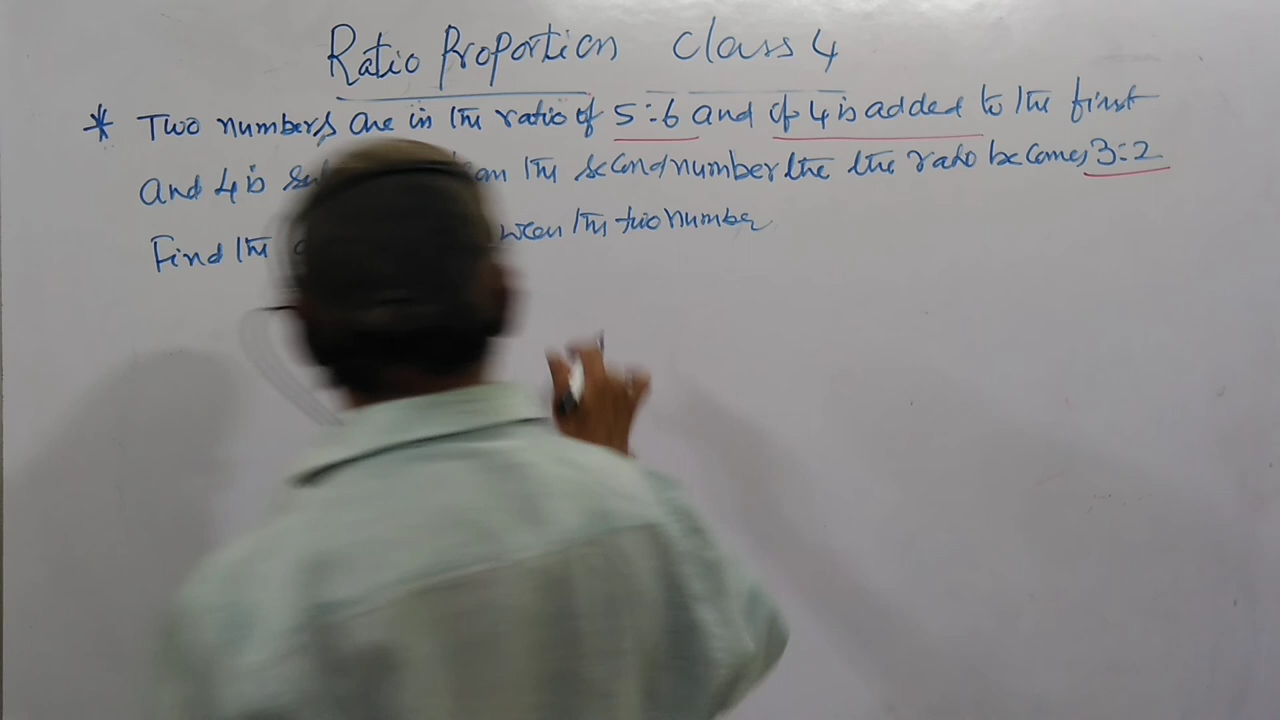 Ratio Proportion Class 4
* Two numbers are in the ratio of 5:6 and if 4 is added to the first
and 4 is from the second number the the ratio becomes 3:2
Find the the two number